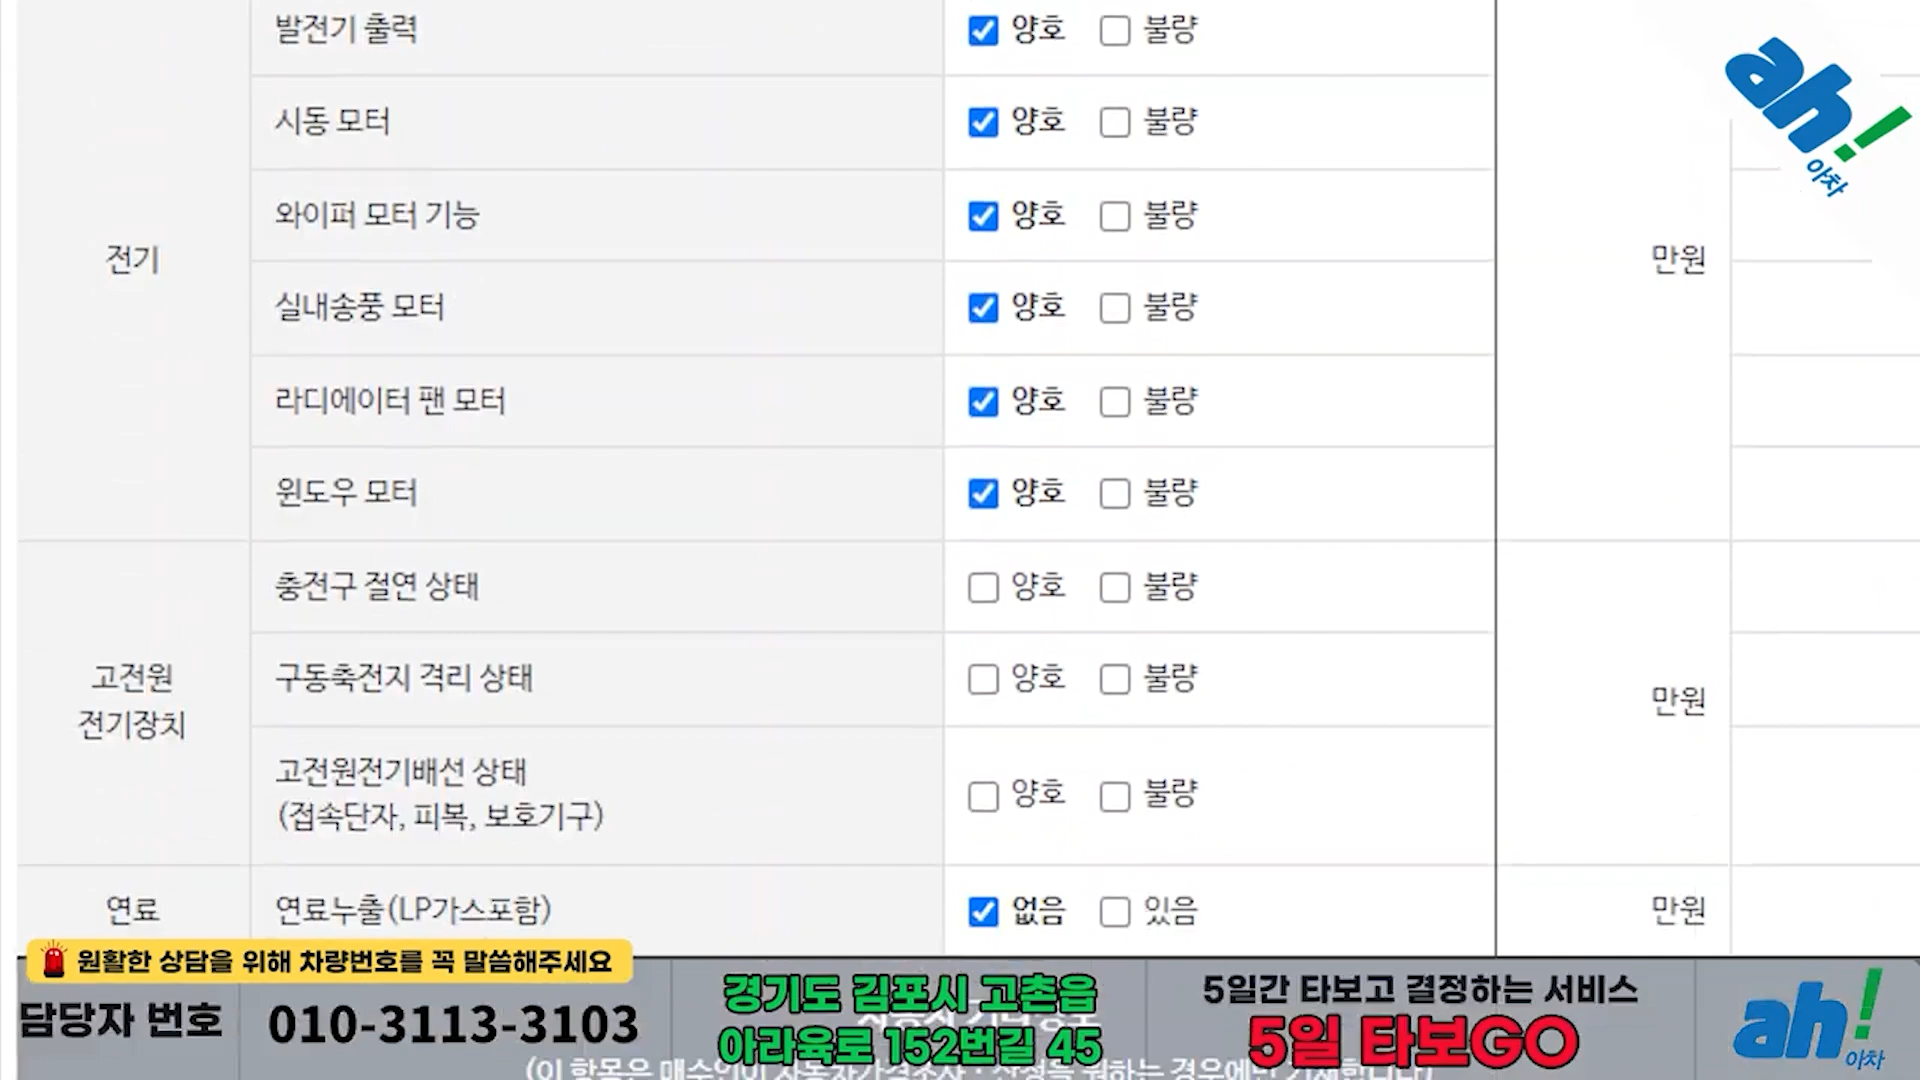 발전기 출력 양호 불량
시동 모터 양호 불량
와이퍼 모터 기능 양호 불량
전기 만원
실내송풍 모터 양호 불량
라디에이터 팬 모터 양호 불량
윈도우 모터 양호 불량
충전구 절연 상태 양호 불량
고전원
전기장치
구동축전지 격리 상태 양호 불량
만원
고전원전기배선 상태
(접속단자, 피복, 보호기구) 양호 불량
연료 연료누출(LP가스포함) 없음 있음 만원
ah!
아차
원활한 상담을 위해 차량번호를 꼭 말씀해주세요
담당자 번호 010-3113-3103
경기도 김포시 고촌읍
아라육로 152번길 45
5일간 타보고 결정하는 서비스
5일 타보GO
ah!
아차